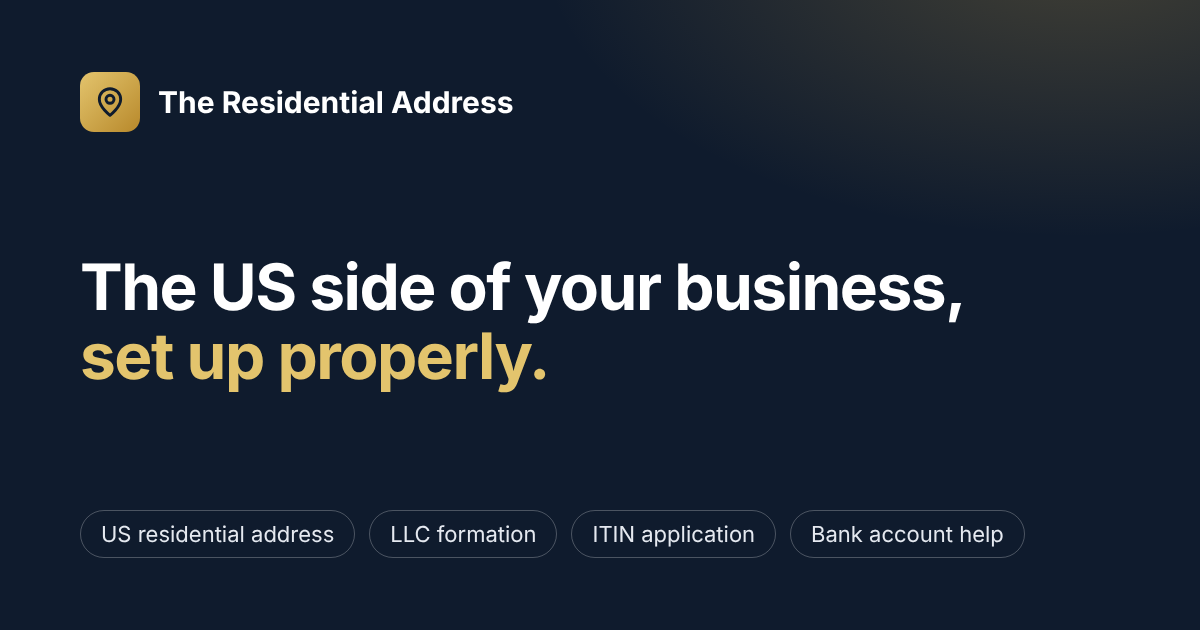 The Residential Address
The US side of your business,
set up properly.
US residential address
LLC formation
ITIN application
Bank account help